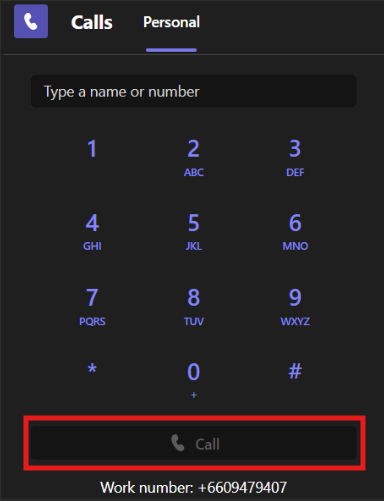 Calls Personal
Type a name or number
1 2 3
ABC DEF
4 5 6
GHI JKL MNO
7 8 9
PQRS TUV WXYZ
* 0 #
+
Call
Work number: +6609479407